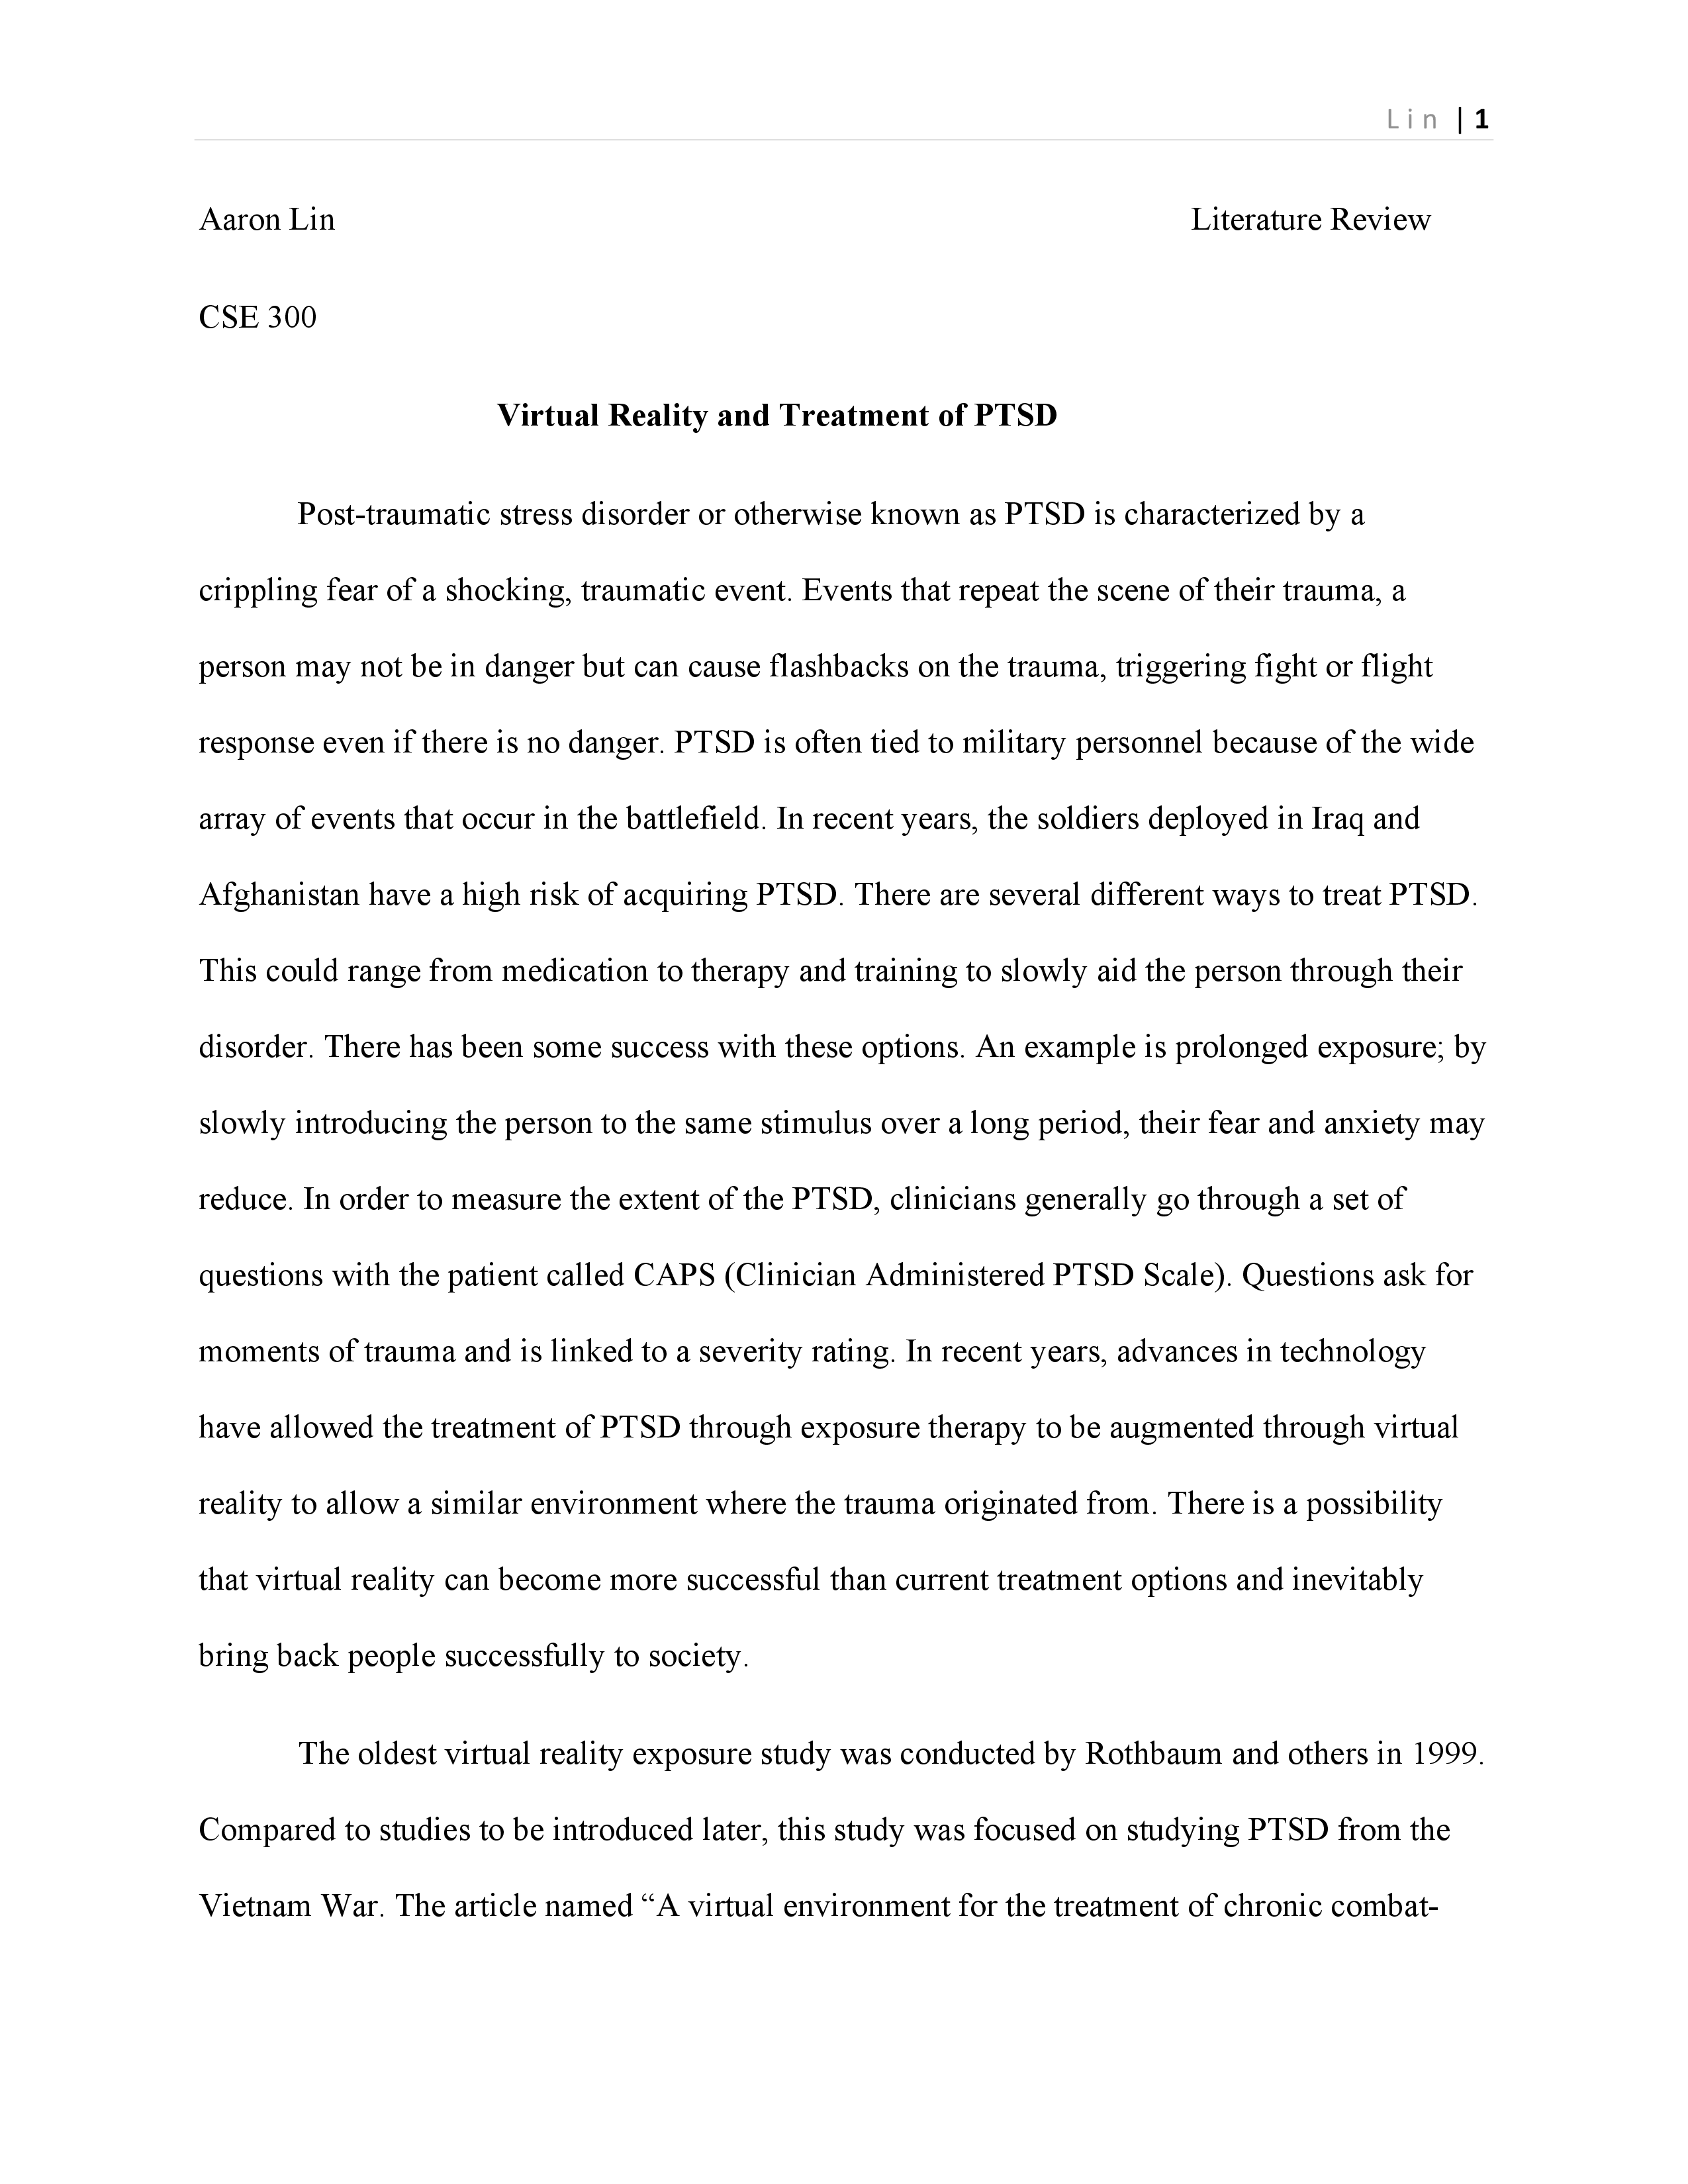 Lin | 1
Aaron Lin Literature Review
CSE 300
Virtual Reality and Treatment of PTSD
Post-traumatic stress disorder or otherwise known as PTSD is characterized by a
crippling fear of a shocking, traumatic event. Events that repeat the scene of their trauma, a
person may not be in danger but can cause flashbacks on the trauma, triggering fight or flight
response even if there is no danger. PTSD is often tied to military personnel because of the wide
array of events that occur in the battlefield. In recent years, the soldiers deployed in Iraq and
Afghanistan have a high risk of acquiring PTSD. There are several different ways to treat PTSD.
This could range from medication to therapy and training to slowly aid the person through their
disorder. There has been some success with these options. An example is prolonged exposure; by
slowly introducing the person to the same stimulus over a long period, their fear and anxiety may
reduce. In order to measure the extent of the PTSD, clinicians generally go through a set of
questions with the patient called CAPS (Clinician Administered PTSD Scale). Questions ask for
moments of trauma and is linked to a severity rating. In recent years, advances in technology
have allowed the treatment of PTSD through exposure therapy to be augmented through virtual
reality to allow a similar environment where the trauma originated from. There is a possibility
that virtual reality can become more successful than current treatment options and inevitably
bring back people successfully to society.
The oldest virtual reality exposure study was conducted by Rothbaum and others in 1999.
Compared to studies to be introduced later, this study was focused on studying PTSD from the
Vietnam War. The article named “A virtual environment for the treatment of chronic combat-